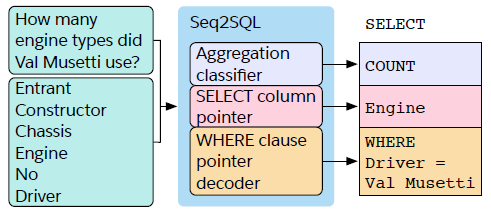 How many
engine types did
Val Musetti use?
Entrant
Constructor
Chassis
Engine
No
Driver
Seq2SQL
Aggregation
classifier
SELECT column
pointer
WHERE clause
pointer
decoder
SELECT
COUNT
Engine
WHERE
Driver =
Val Musetti